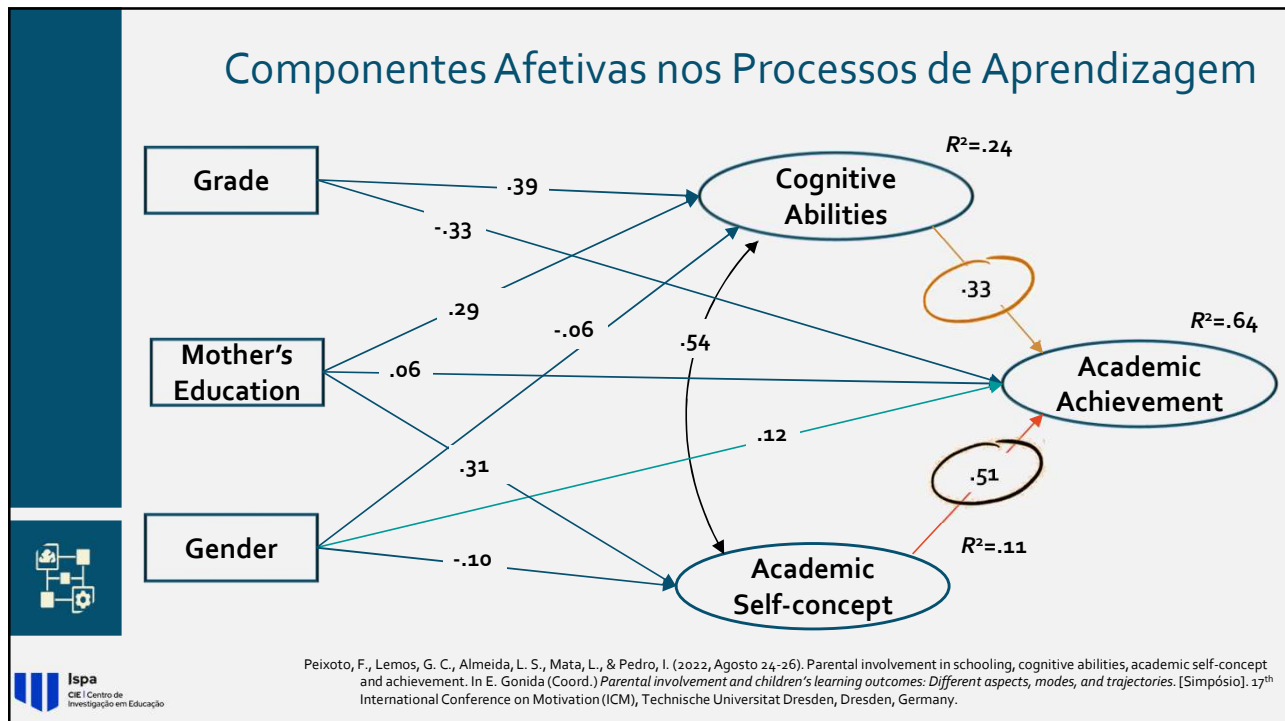 Componentes Afetivas nos Processos de Aprendizagem
R²=.24
Grade
.39
Cognitive
Abilities
-.33
.33
.29
-.06
R²=.64
.54
Mother's
Education
.06
Academic
Achievement
.12
.31
.51
Gender
-.10
R²=.11
Academic
Self-concept
Peixoto, F., Lemos, G. C., Almeida, L. S., Mata, L., & Pedro, I. (2022, Agosto 24-26). Parental involvement in schooling, cognitive abilities, academic self-concept
and achievement. In E. Gonida (Coord.) Parental involvement and children's learning outcomes: Different aspects, modes, and trajectories. [Simpósio]. 17th
International Conference on Motivation (ICM), Technische Universitat Dresden, Dresden, Germany.
Ispa
CIE | Centro de
Investigação em Educação